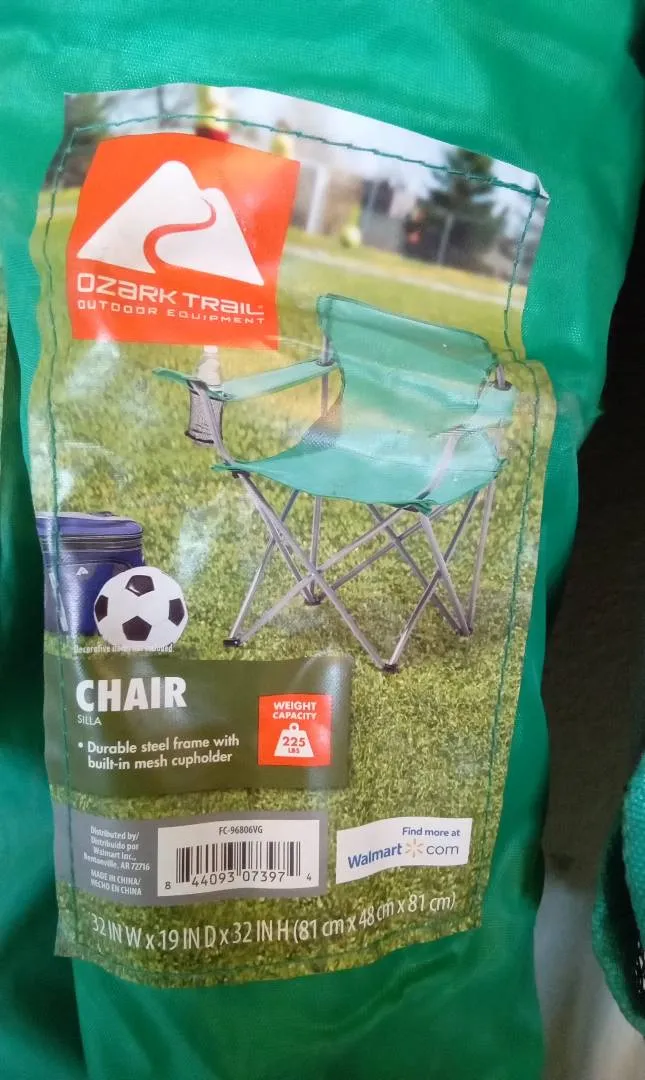 OZARK TRAIL
OUTDOOR EQUIPMENT
Decorative items not included
CHAIR
SILLA
• Durable steel frame with
built-in mesh cupholder
WEIGHT
CAPACITY
225
LBS
Distributed by/
Distribuido por
Walmart Inc.,
Bentonville, AR 72716
MADE IN CHINA/
HECHO EN CHINA
FC-96806VG
8 44093 07397 4
Find more at
Walmart com
32 IN W x 19 IN D x 32 IN H (81 cm x 48 cm x 81 cm)